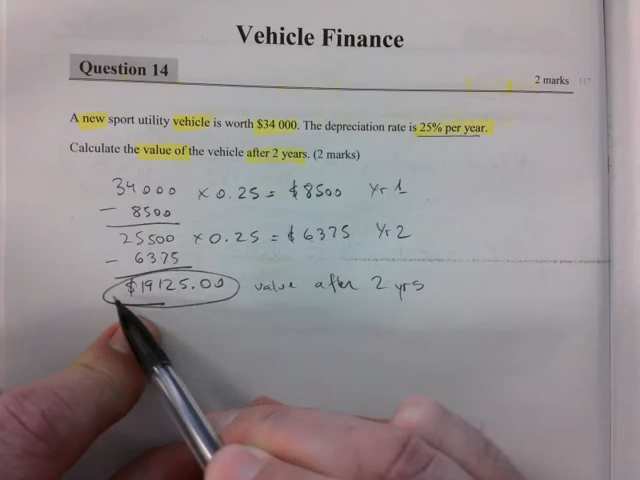 Vehicle Finance
Question 14
2 marks
A new sport utility vehicle is worth $34 000. The depreciation rate is 25% per year.
Calculate the value of the vehicle after 2 years. (2 marks)
34000 x 0.25 = $8500 Yr 1
- 8500
25500 x 0.25 = $ 6375 Yr 2
- 6375
$19125.00 value after 2 yrs